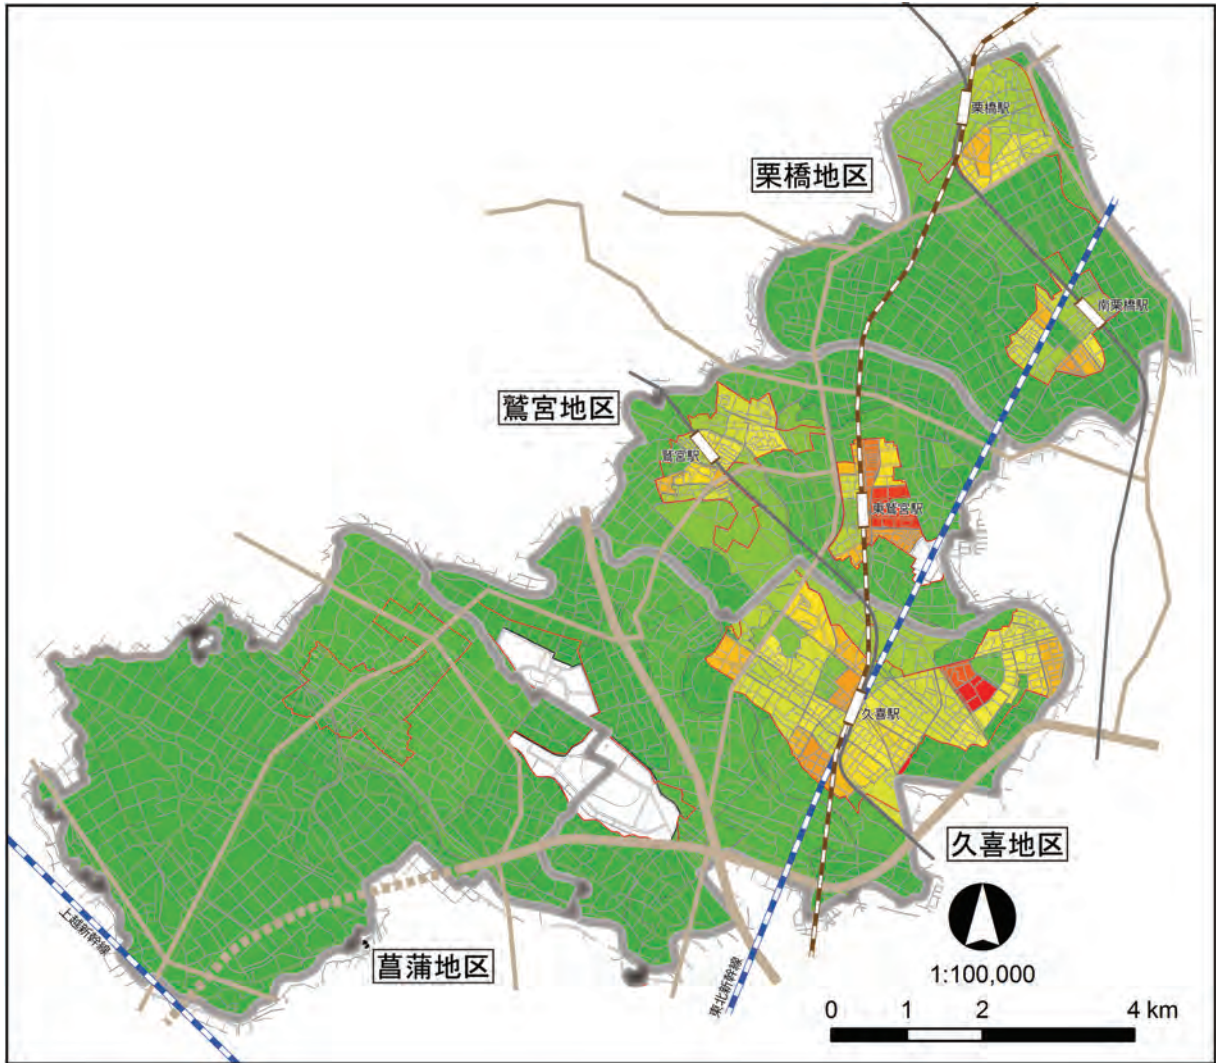 栗橋駅
栗橋地区
南栗橋駅
鷲宮地区
鷲宮駅
東鷲宮駅
久喜駅
久喜地区
上越新幹線
菖蒲地区
東北新幹線
1:100,000
0 1 2 4 km